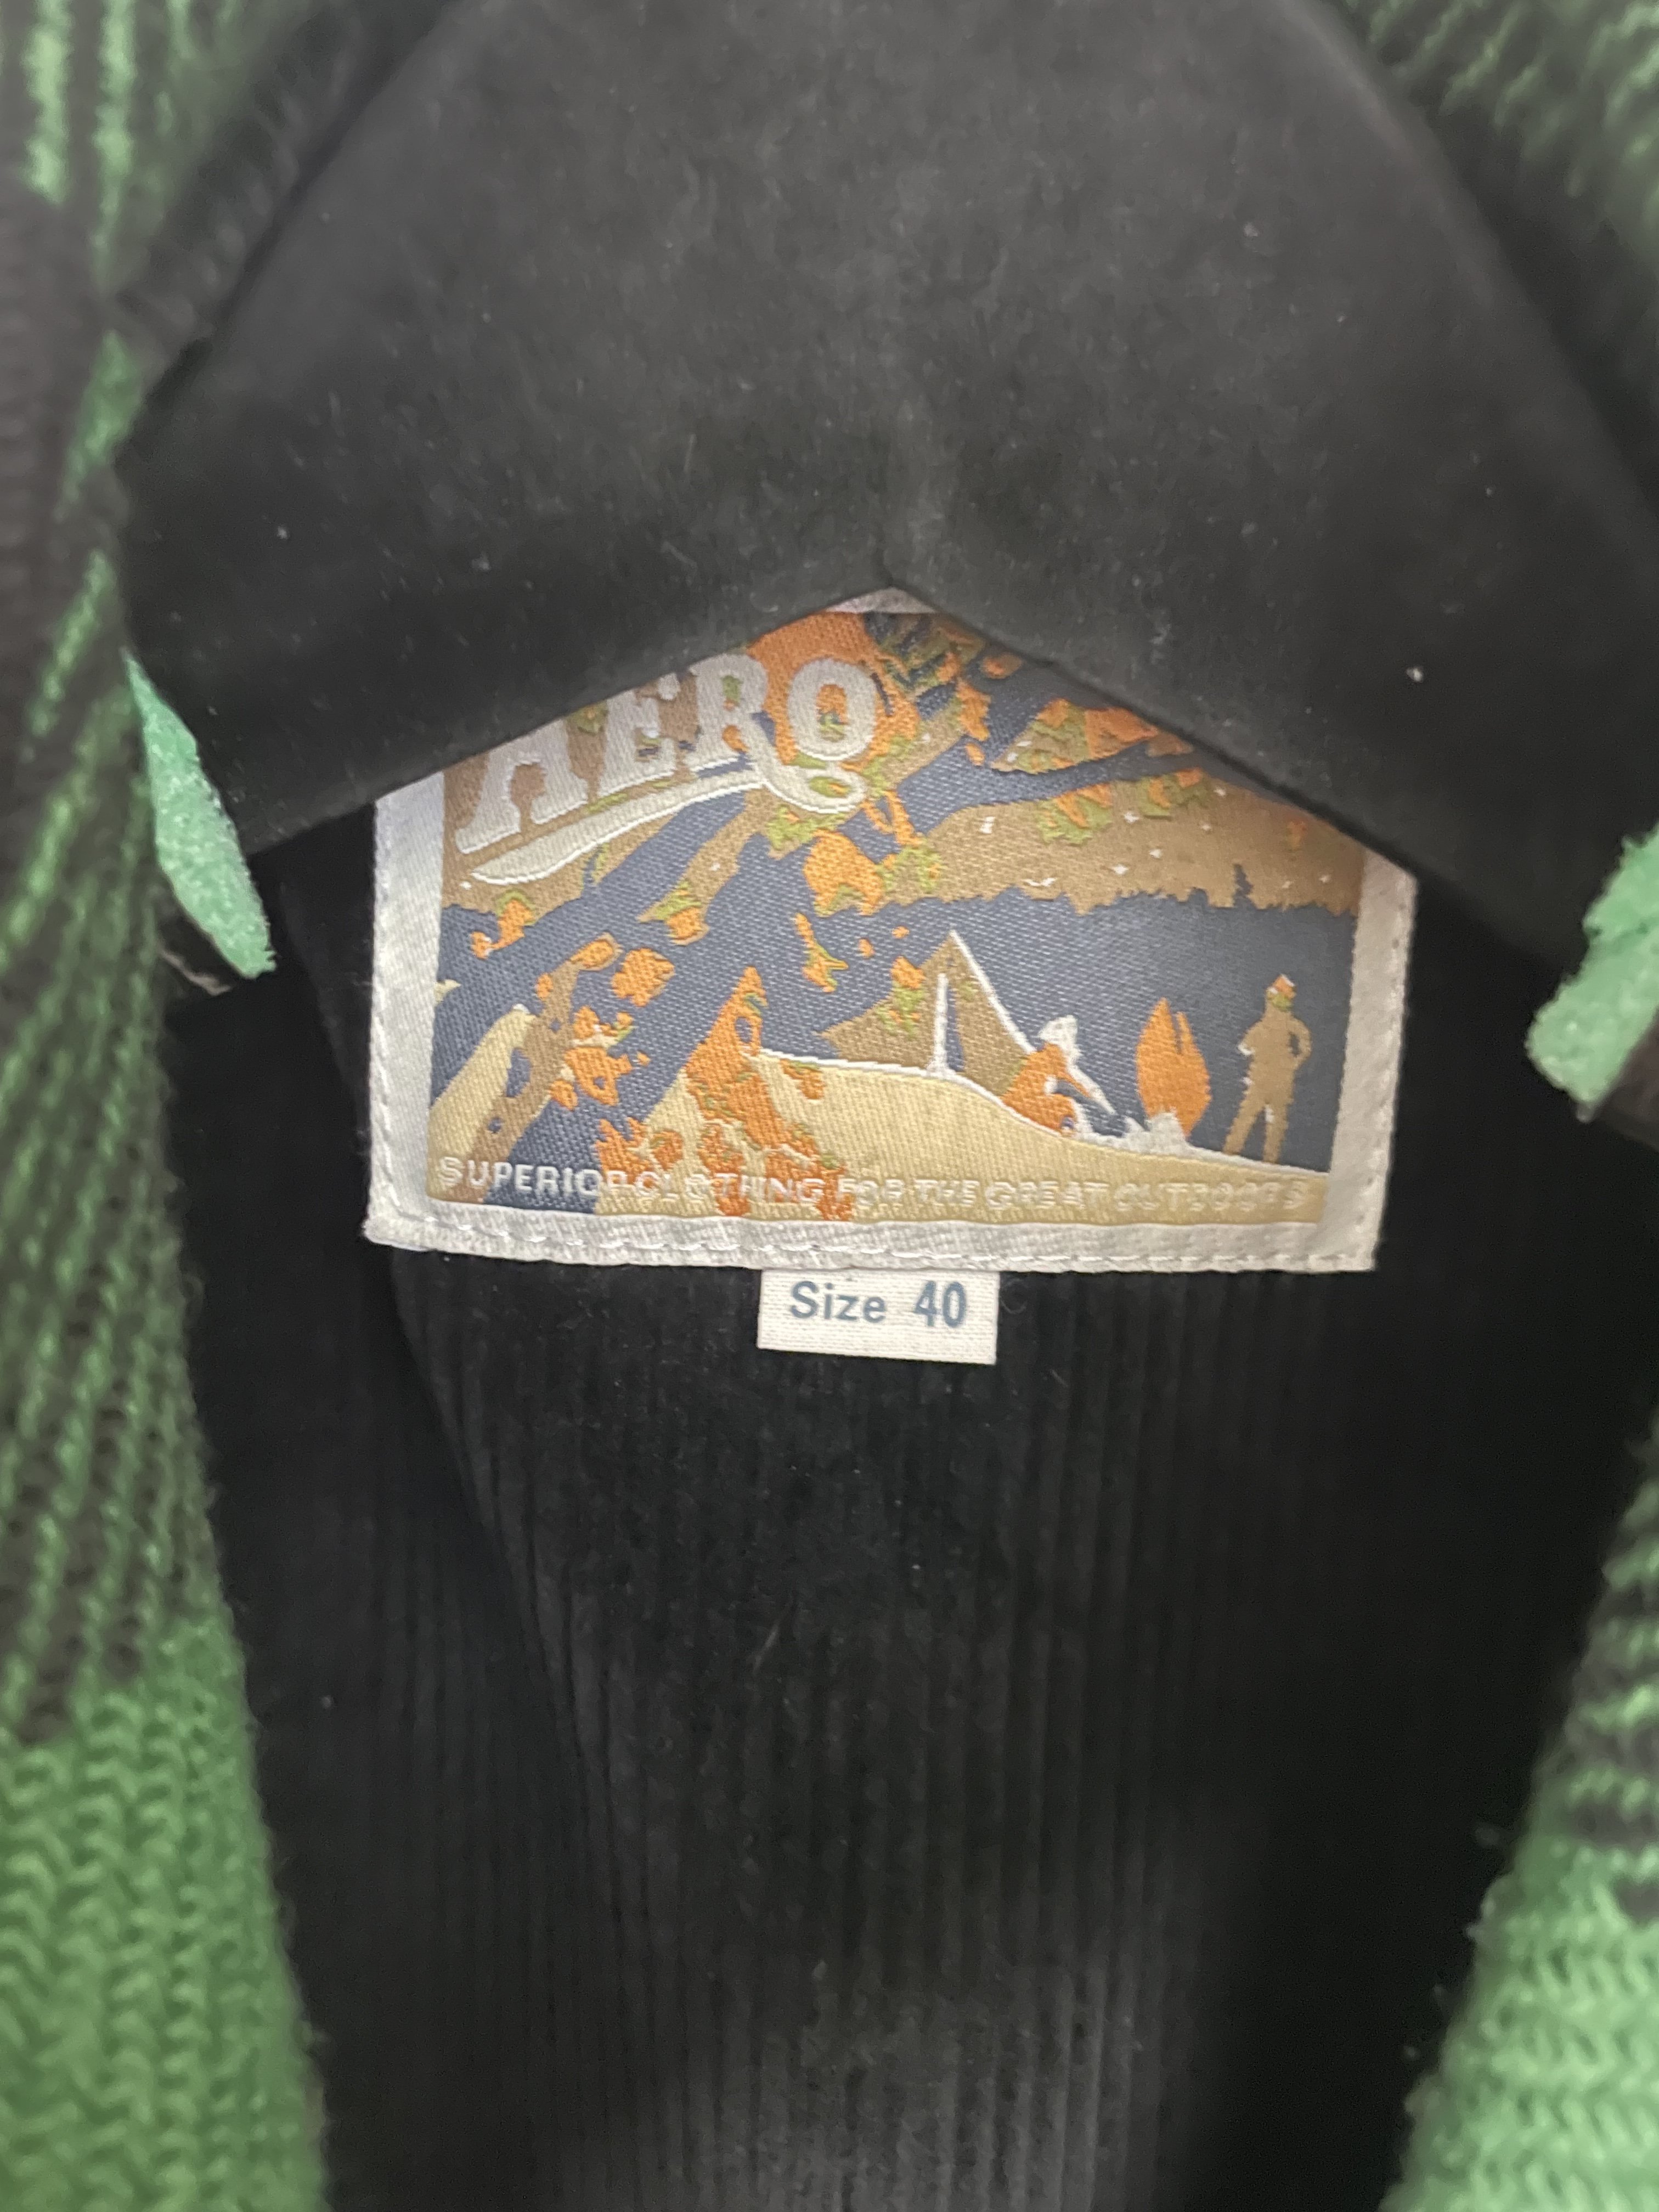 AERO
SUPERIOR CLOTHING FOR THE GREAT OUTDOORS
Size 40